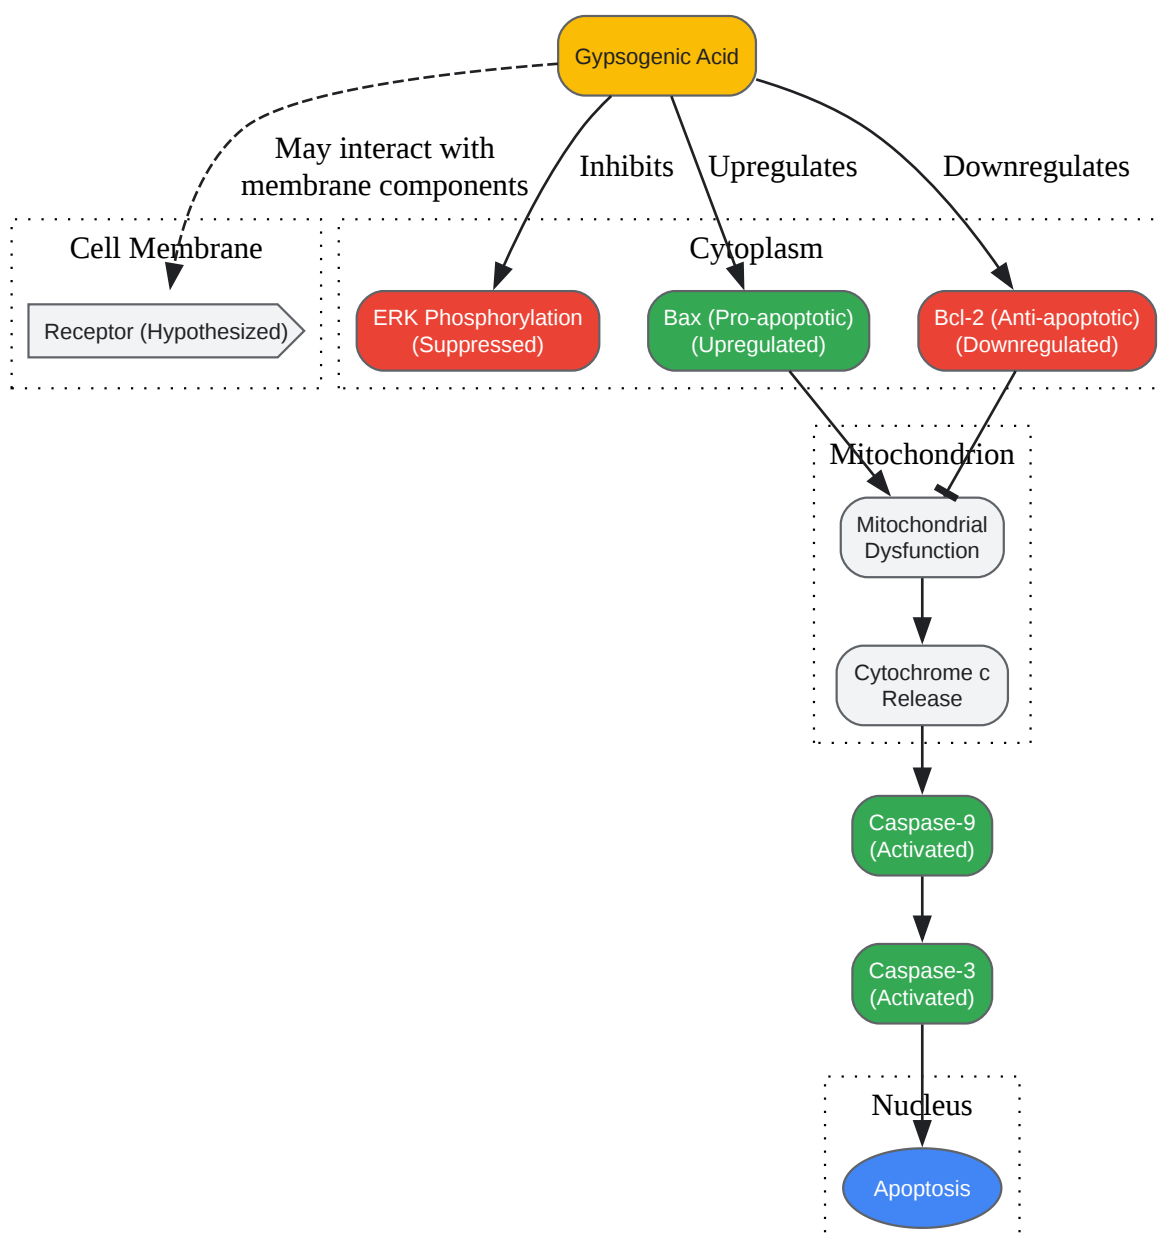 Gypsogenic Acid
May interact with
membrane components
Inhibits
Upregulates
Downregulates
Cell Membrane
Cytoplasm
Receptor (Hypothesized)
ERK Phosphorylation
(Suppressed)
Bax (Pro-apoptotic)
(Upregulated)
Bcl-2 (Anti-apoptotic)
(Downregulated)
Mitochondrion
Mitochondrial
Dysfunction
Cytochrome c
Release
Caspase-9
(Activated)
Caspase-3
(Activated)
Nucleus
Apoptosis